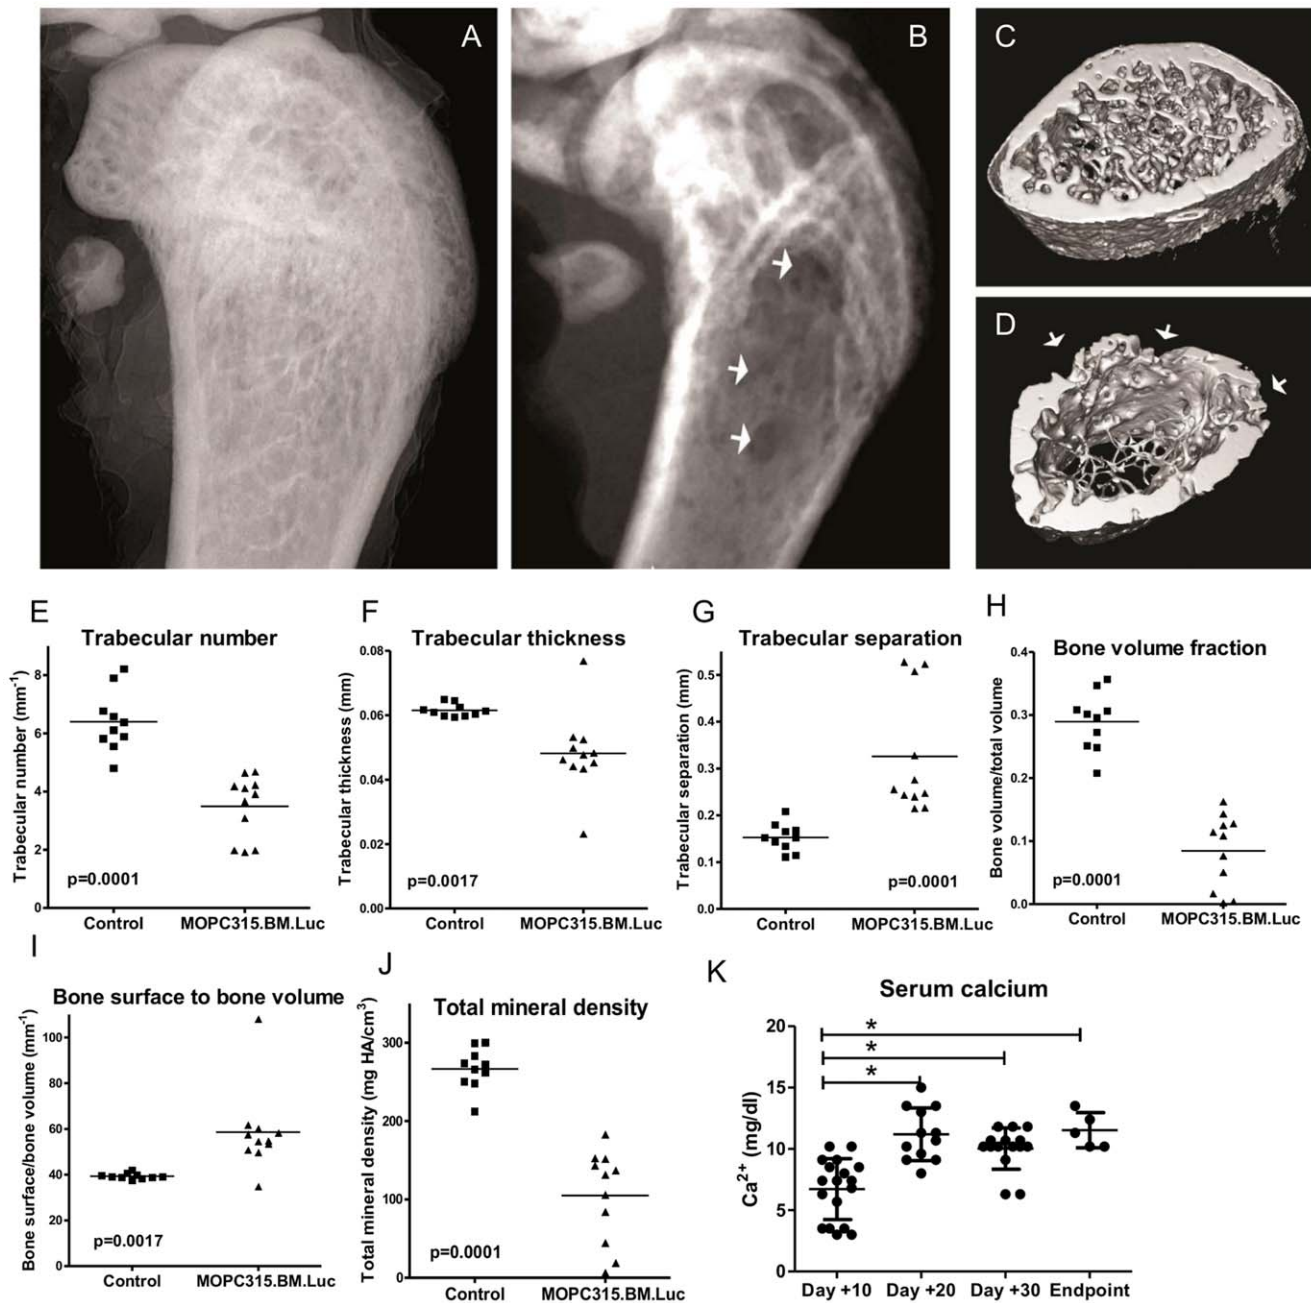 A
B
C
D
E
Trabecular number
Trabecular number (mm⁻¹)
8
6
4
2
0
p=0.0001
Control
MOPC315.BM.Luc
F
Trabecular thickness
Trabecular thickness (mm)
0.08
0.06
0.04
0.02
0.00
p=0.0017
Control
MOPC315.BM.Luc
G
Trabecular separation
Trabecular separation (mm)
0.5
0.4
0.3
0.2
0.1
0.0
p=0.0001
Control
MOPC315.BM.Luc
H
Bone volume fraction
Bone volume/total volume
0.4
0.3
0.2
0.1
0.0
p=0.0001
Control
MOPC315.BM.Luc
I
Bone surface to bone volume
Bone surface/bone volume (mm⁻¹)
100
80
60
40
20
0
p=0.0017
Control
MOPC315.BM.Luc
J
Total mineral density
Total mineral density (mg HA/cm³)
300
200
100
0
p=0.0001
Control
MOPC315.BM.Luc
K
Serum calcium
Ca²⁺ (mg/dl)
20
15
10
5
0
*
*
*
Day +10
Day +20
Day +30
Endpoint